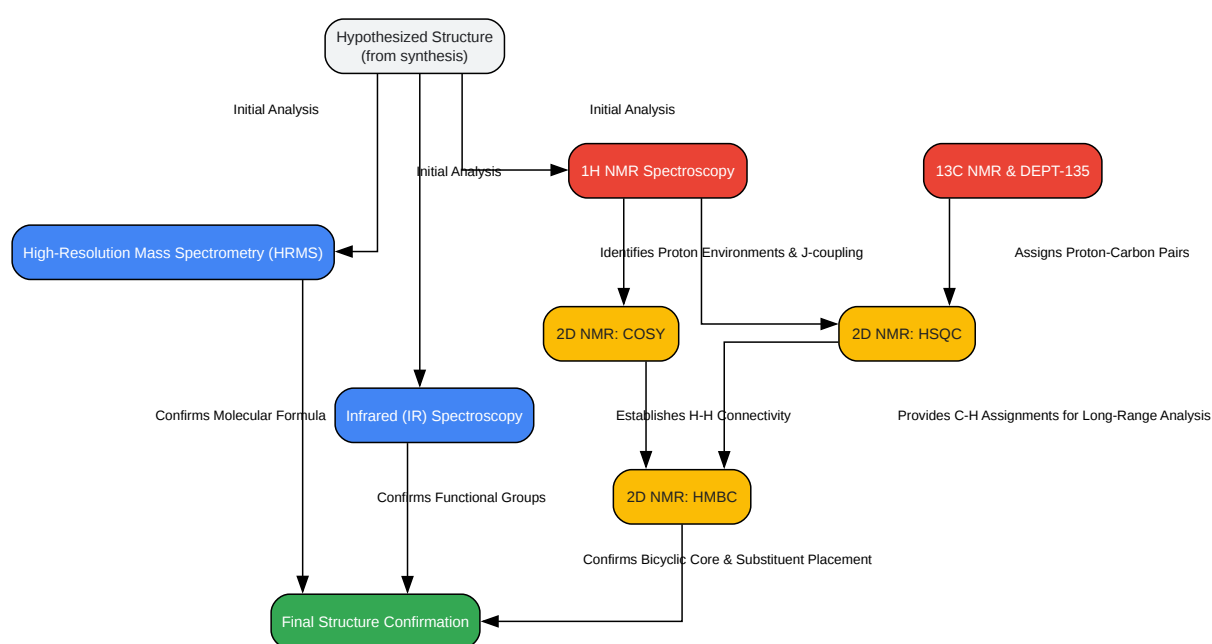 Hypothesized Structure
(from synthesis)
Initial Analysis
Initial Analysis
Initial Analysis
1H NMR Spectroscopy
13C NMR & DEPT-135
High-Resolution Mass Spectrometry (HRMS)
Identifies Proton Environments & J-coupling
Assigns Proton-Carbon Pairs
2D NMR: COSY
2D NMR: HSQC
Confirms Molecular Formula
Infrared (IR) Spectroscopy
Establishes H-H Connectivity
Provides C-H Assignments for Long-Range Analysis
Confirms Functional Groups
2D NMR: HMBC
Confirms Bicyclic Core & Substituent Placement
Final Structure Confirmation